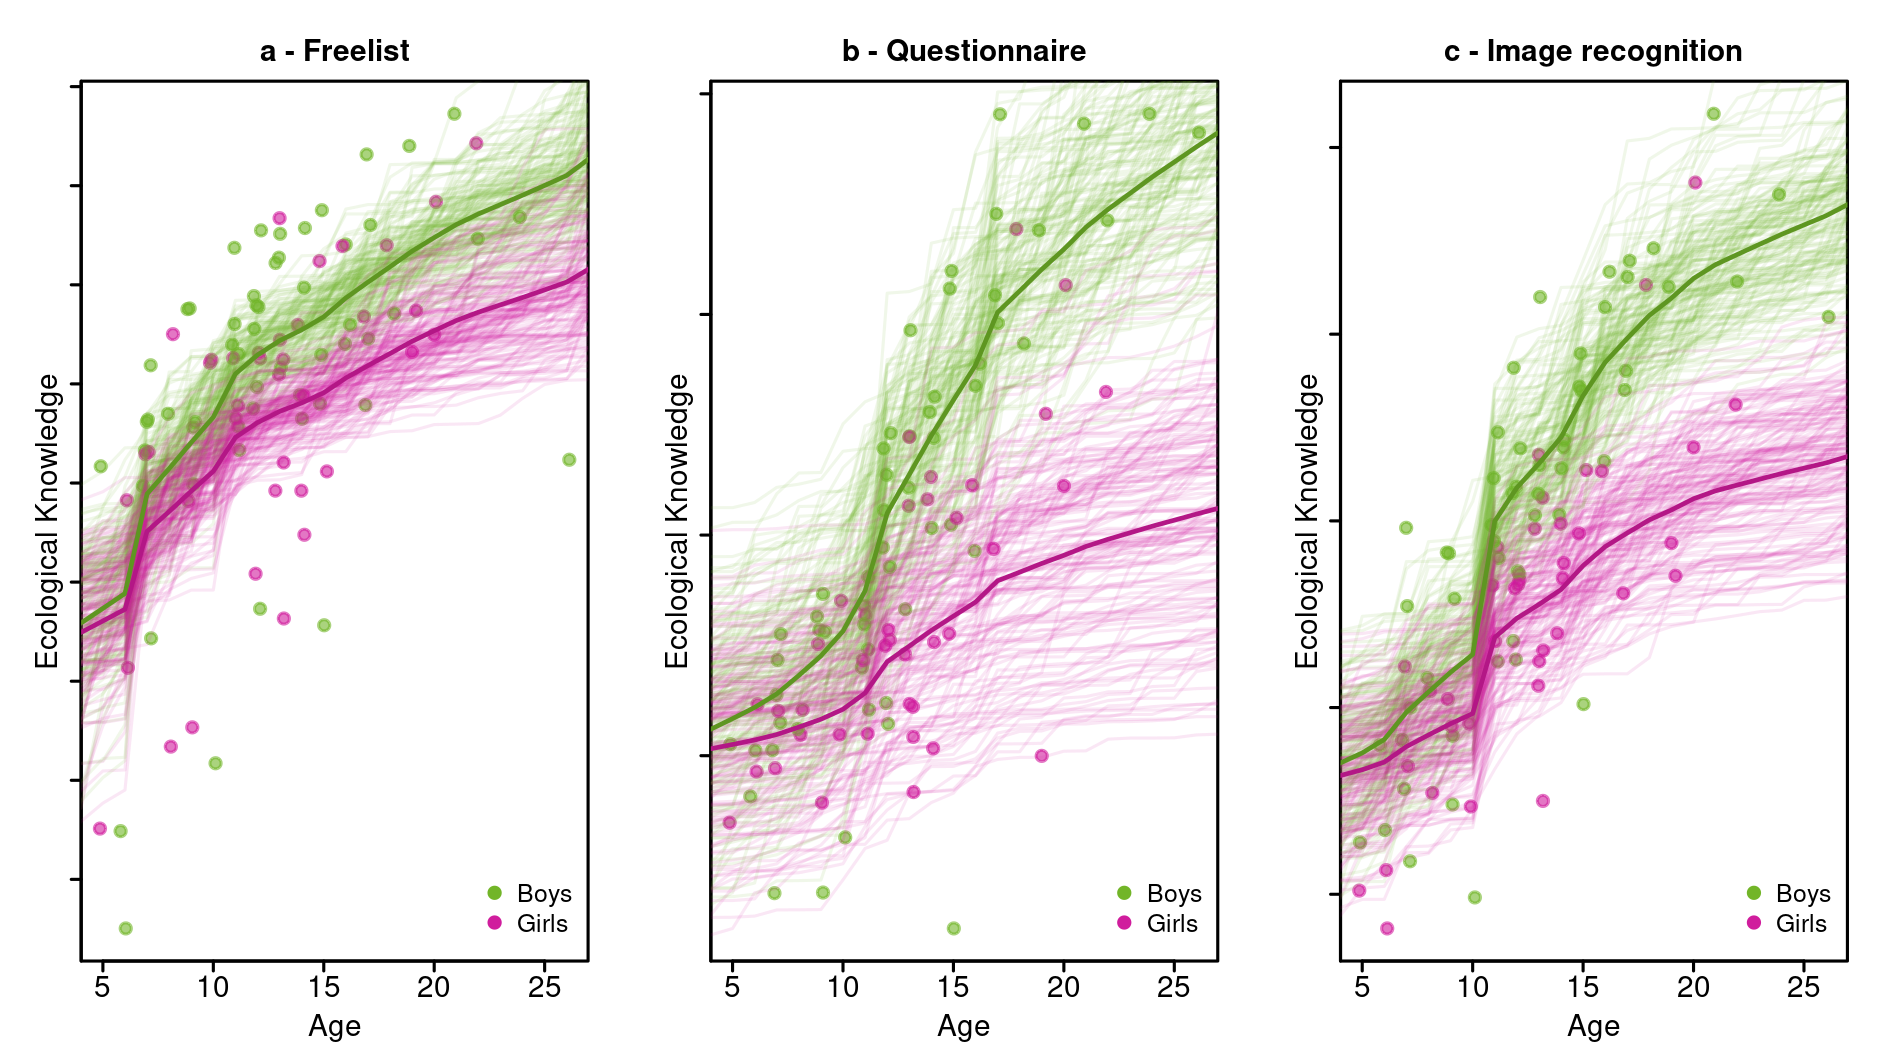 a - Freelist
b - Questionnaire
c - Image recognition
Ecological Knowledge
Boys
Girls
5 10 15 20 25
Age
Ecological Knowledge
Boys
Girls
5 10 15 20 25
Age
Ecological Knowledge
Boys
Girls
5 10 15 20 25
Age